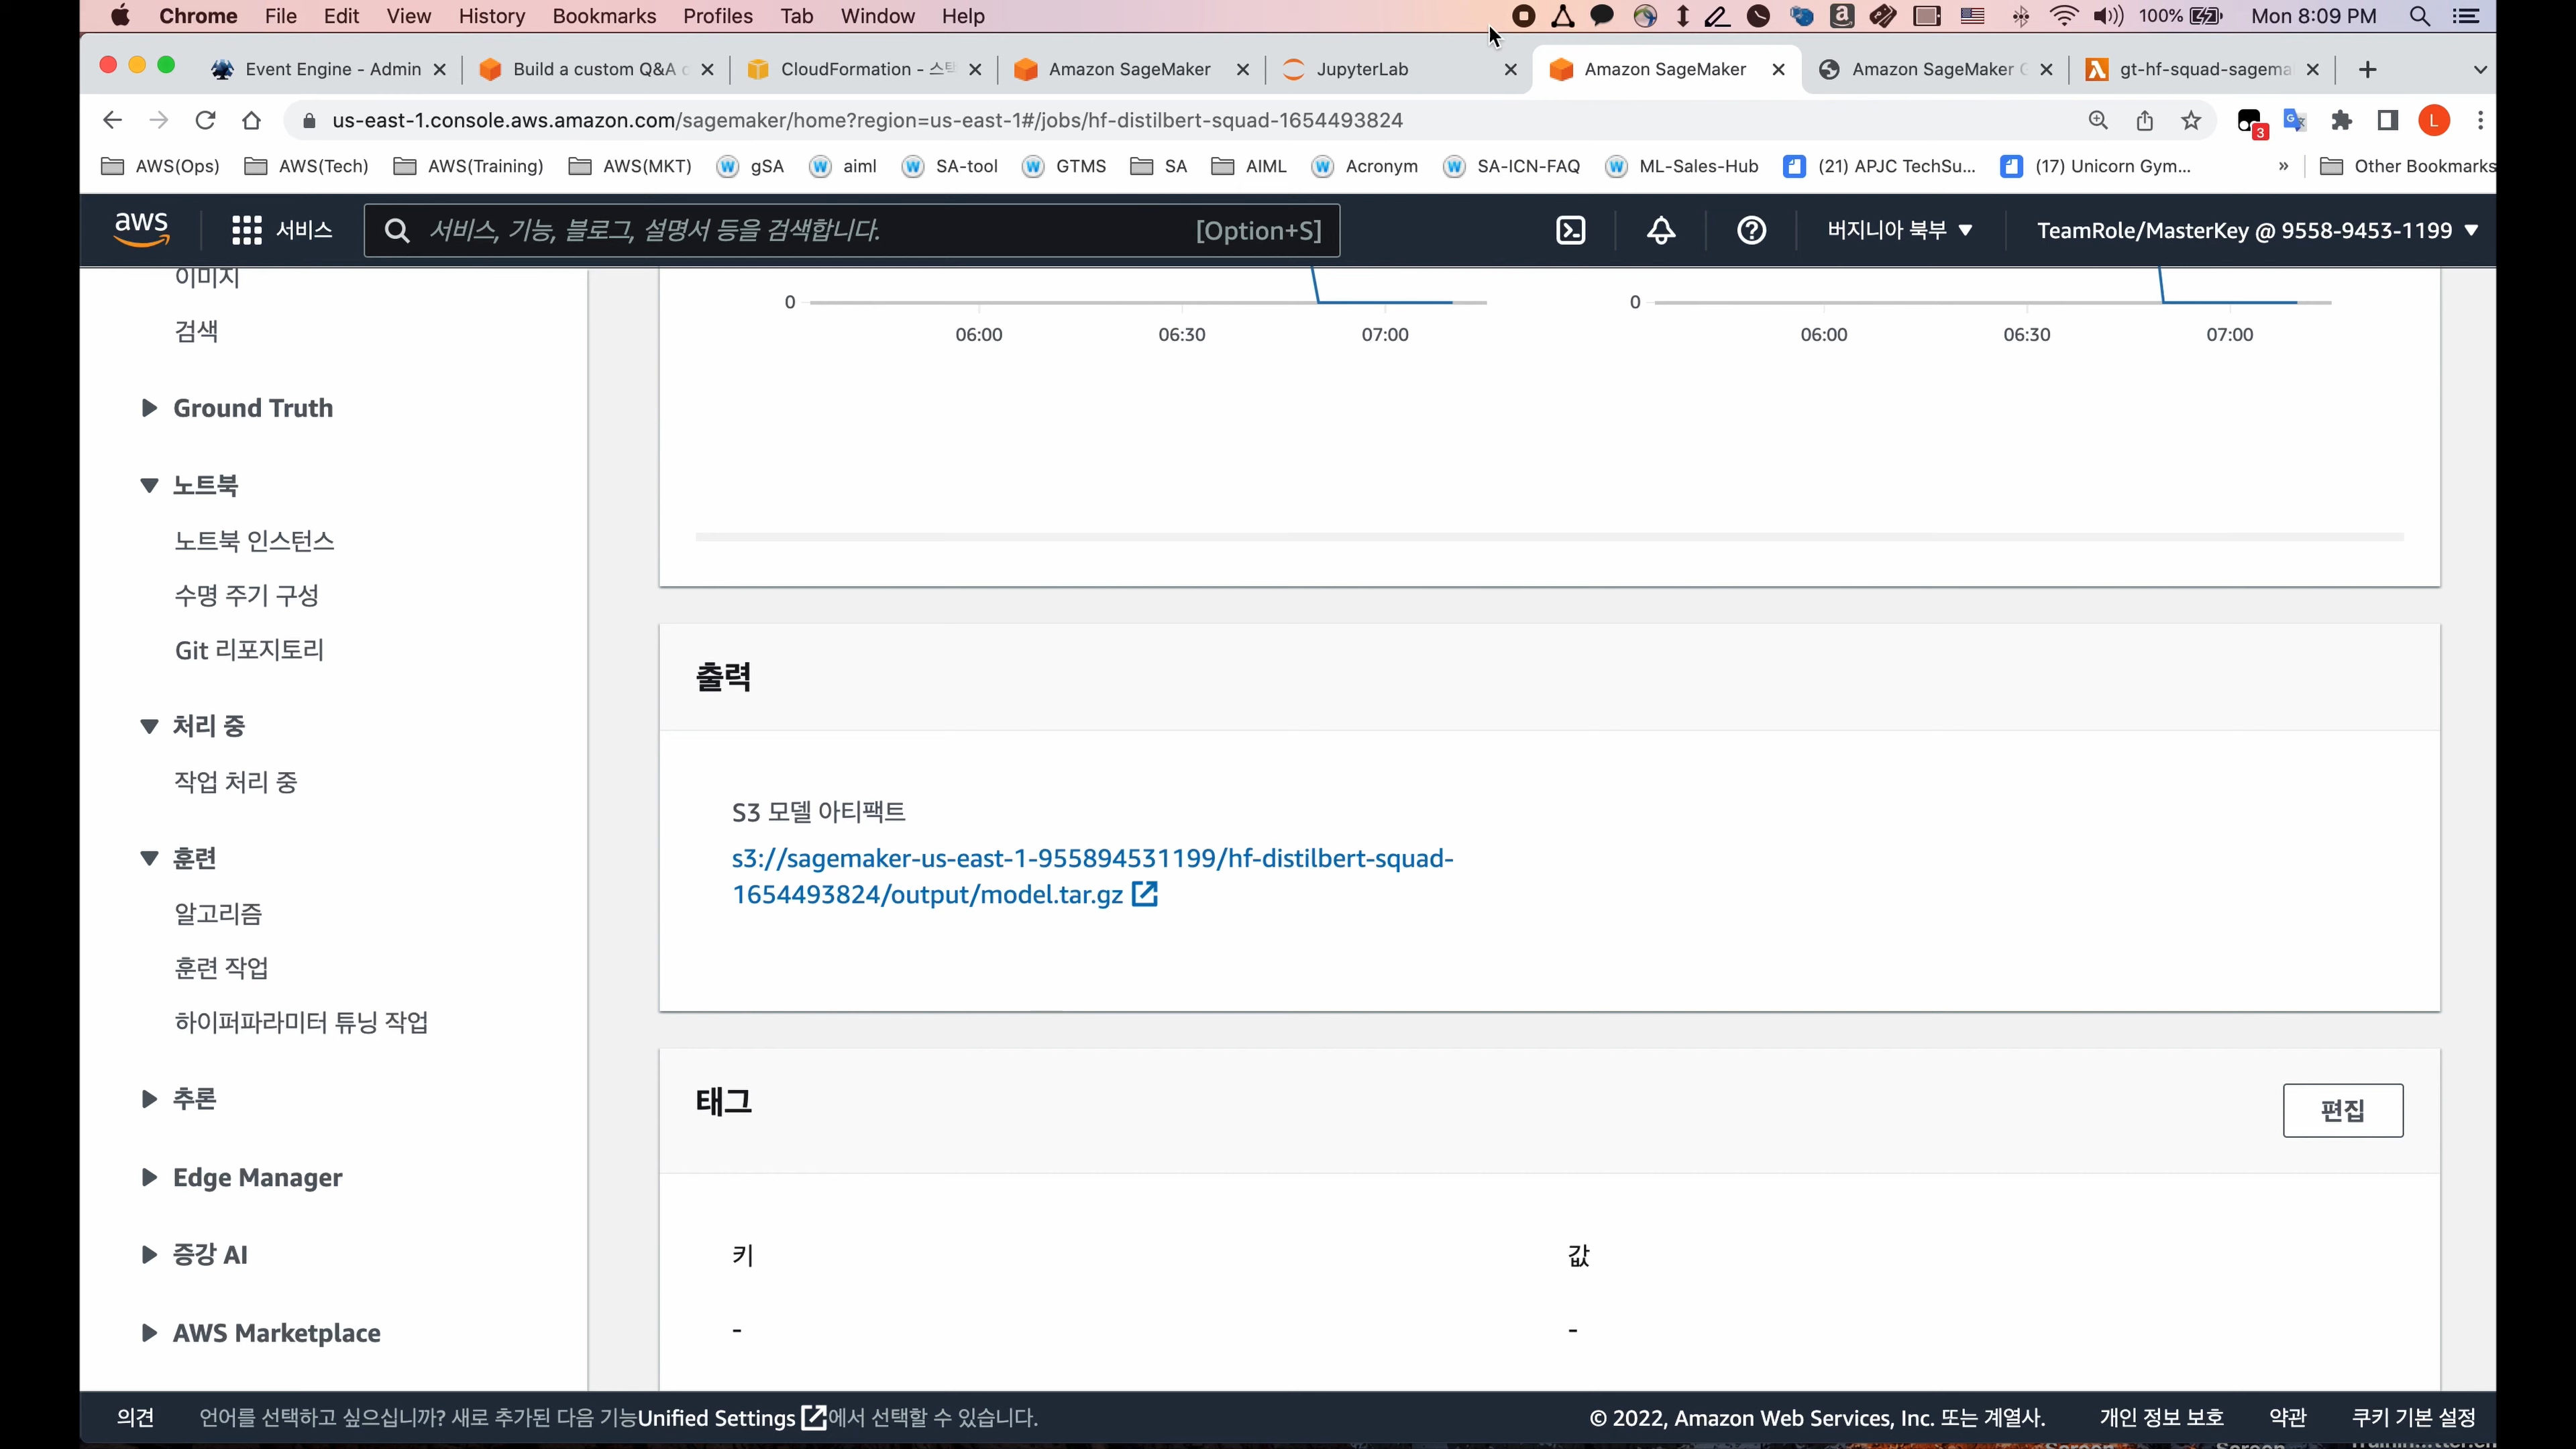 Chrome File Edit View History Bookmarks Profiles Tab Window Help 100% Mon 8:09 PM
Event Engine - Admin Build a custom Q&A CloudFormation - 스택 Amazon SageMaker JupyterLab Amazon SageMaker Amazon SageMaker gt-hf-squad-sagema
us-east-1.console.aws.amazon.com/sagemaker/home?region=us-east-1#/jobs/hf-distilbert-squad-1654493824 3 L
AWS(Ops) AWS(Tech) AWS(Training) AWS(MKT) gSA aiml SA-tool GTMS SA AIML Acronym SA-ICN-FAQ ML-Sales-Hub (21) APJC TechSu... (17) Unicorn Gym... » Other Bookmarks
aws 서비스 서비스, 기능, 블로그, 설명서 등을 검색합니다. [Option+S] 버지니아 북부 TeamRole/MasterKey @ 9558-9453-1199
이미지
검색
Ground Truth
노트북
노트북 인스턴스
수명 주기 구성
Git 리포지토리
처리 중
작업 처리 중
훈련
알고리즘
훈련 작업
하이퍼파라미터 튜닝 작업
추론
Edge Manager
증강 AI
AWS Marketplace
0 0
06:00 06:30 07:00 06:00 06:30 07:00
출력
S3 모델 아티팩트
s3://sagemaker-us-east-1-955894531199/hf-distilbert-squad-
1654493824/output/model.tar.gz
태그 편집
키 값
- -
의견 언어를 선택하고 싶으십니까? 새로 추가된 다음 기능Unified Settings에서 선택할 수 있습니다. © 2022, Amazon Web Services, Inc. 또는 계열사. 개인 정보 보호 약관 쿠키 기본 설정